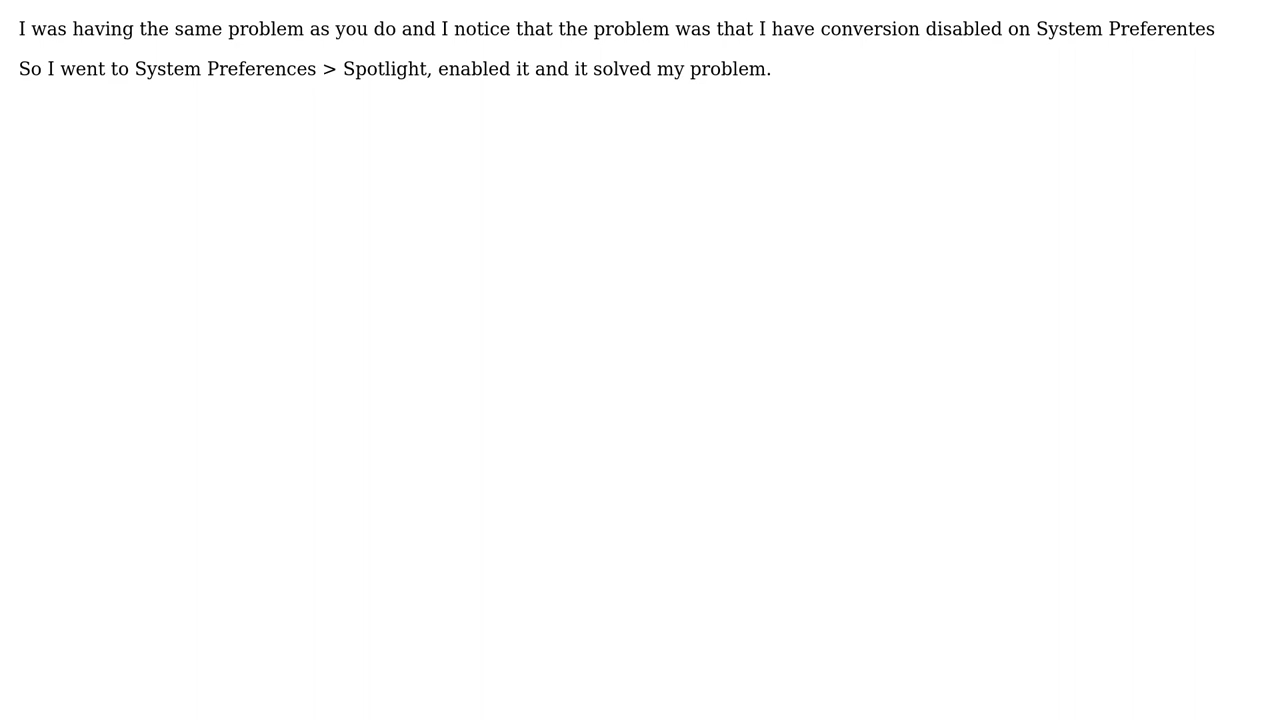 I was having the same problem as you do and I notice that the problem was that I have conversion disabled on System Preferentes
So I went to System Preferences > Spotlight, enabled it and it solved my problem.